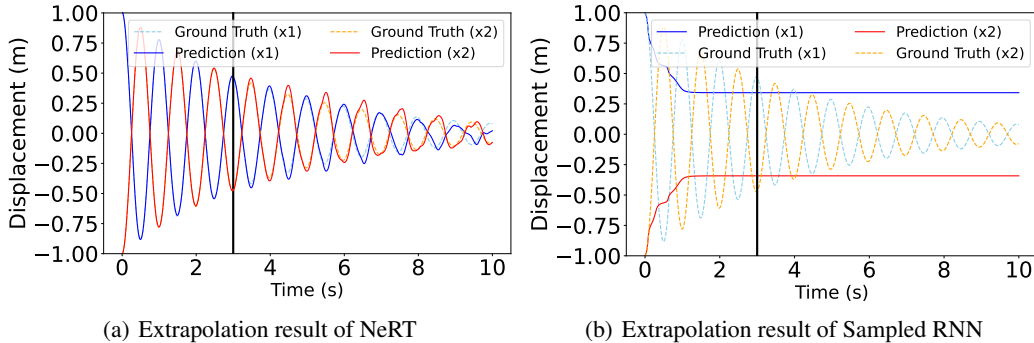 1.00
0.75
0.50
0.25
0.00
−0.25
−0.50
−0.75
−1.00
Displacement (m)
Ground Truth (x1)
Prediction (x1)
Ground Truth (x2)
Prediction (x2)
0 2 4 6 8 10
Time (s)
(a) Extrapolation result of NeRT
1.00
0.75
0.50
0.25
0.00
−0.25
−0.50
−0.75
−1.00
Displacement (m)
Prediction (x1)
Ground Truth (x1)
Prediction (x2)
Ground Truth (x2)
0 2 4 6 8 10
Time (s)
(b) Extrapolation result of Sampled RNN